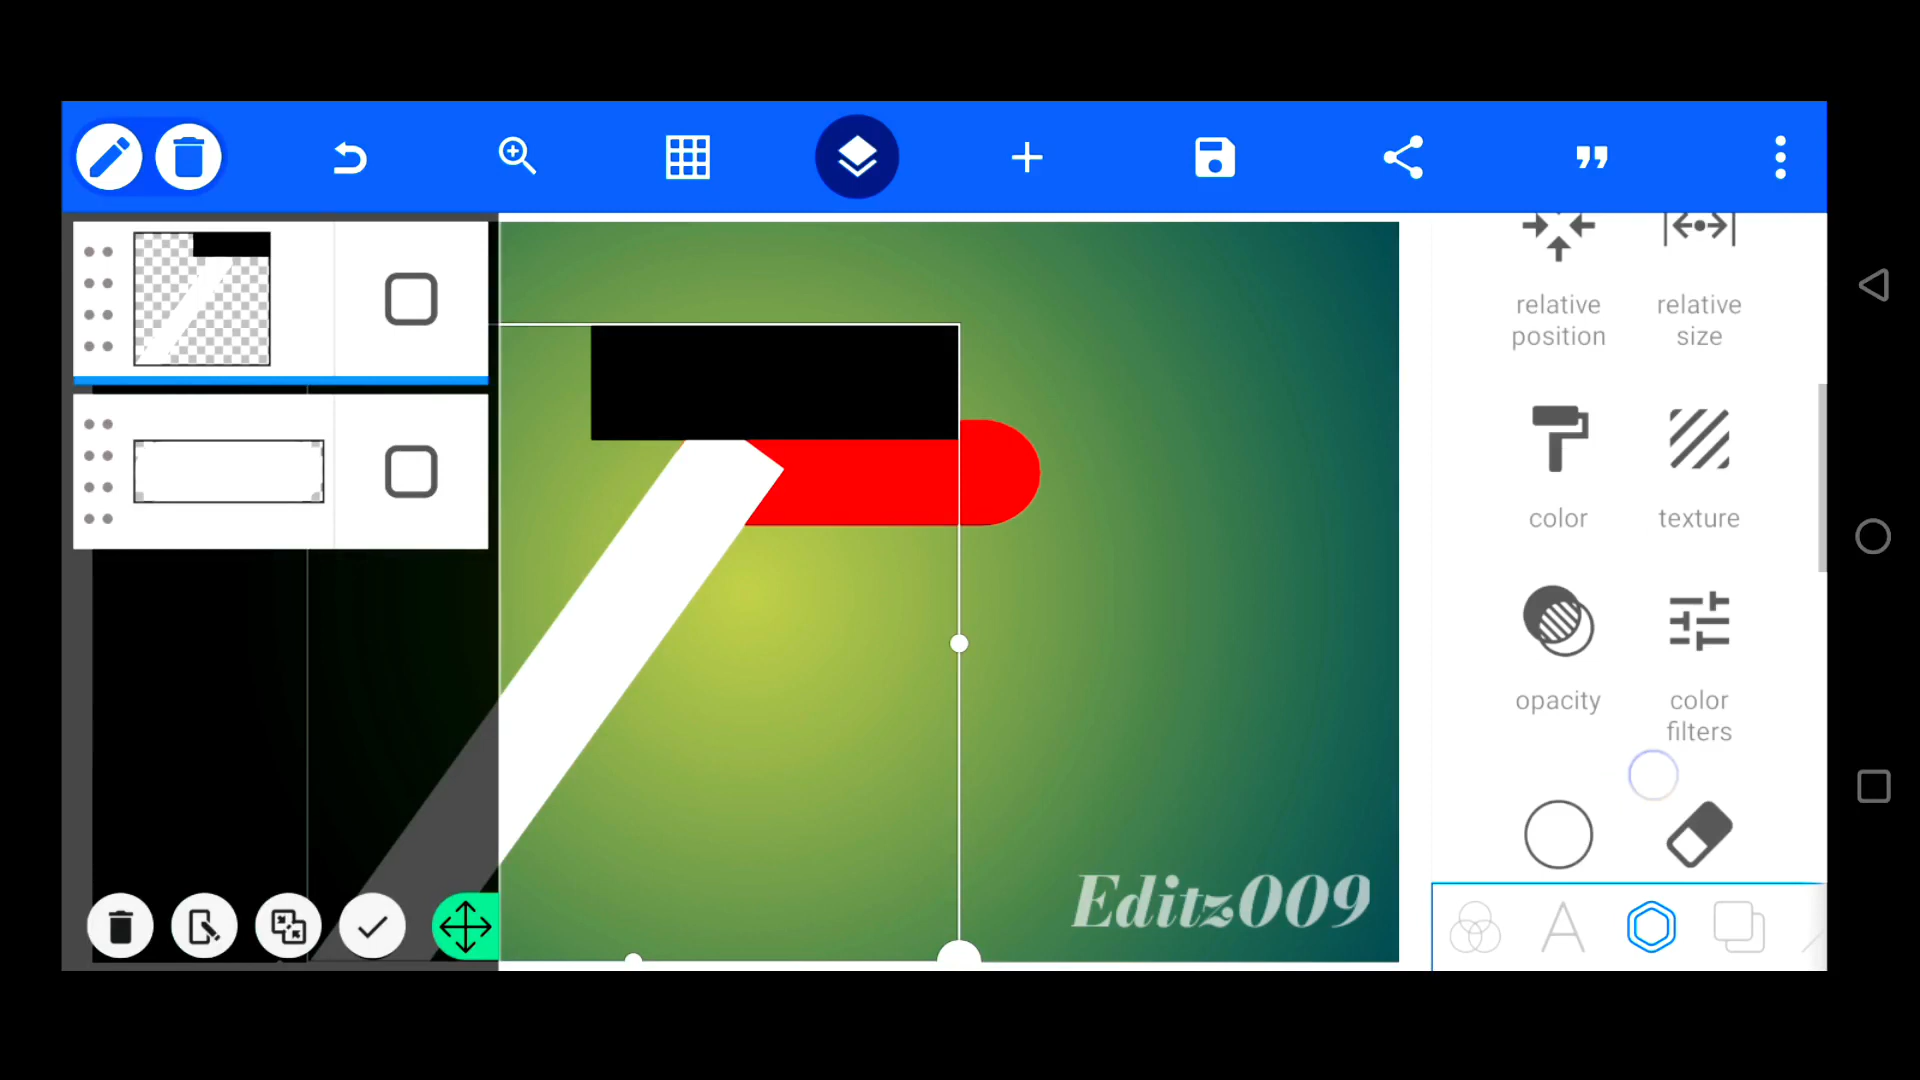 relative
position
relative
size
color
texture
opacity
color
filters
Editz009